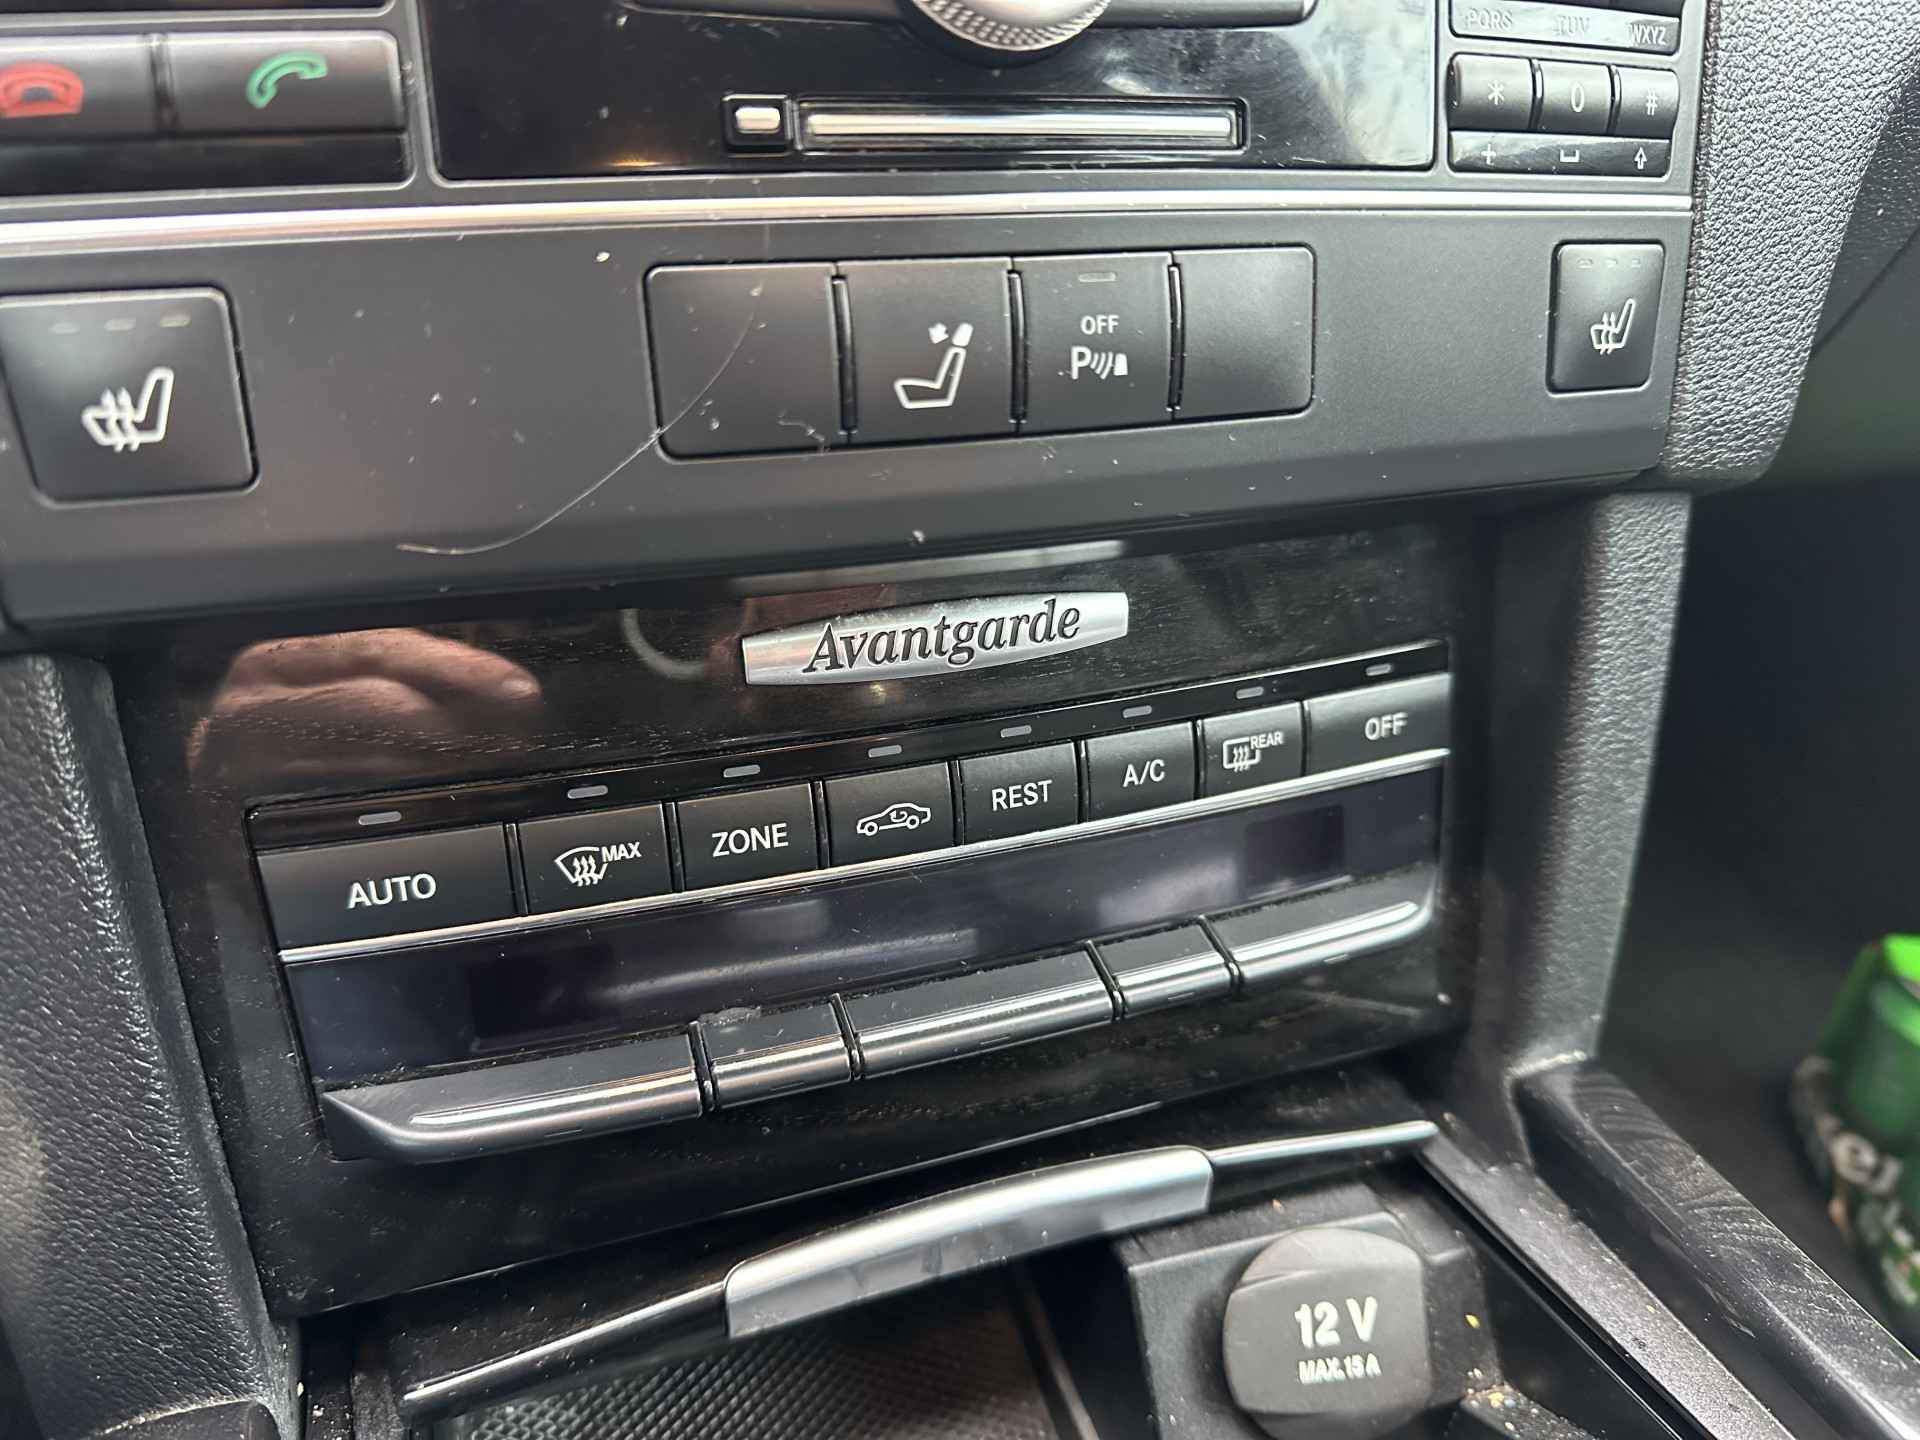 PQRS TUV WXYZ
* 0 #
+
OFF
P
Avantgarde
AUTO MAX ZONE REST A/C REAR OFF
12 V
MAX. 15 A